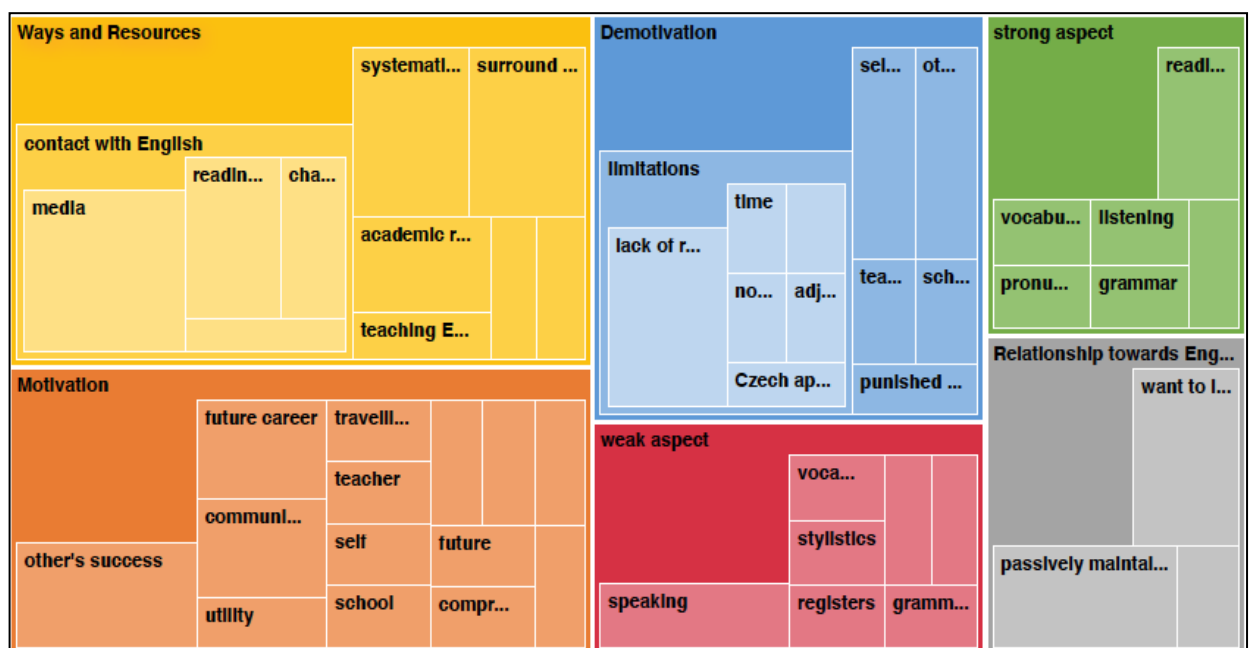 Ways and Resources
systemati...
surround ...
contact with English
readin...
cha...
media
academic r...
teaching E...
Motivation
future career
travelli...
teacher
communi...
self
future
other's success
utility
school
compr...
Demotivation
sel...
ot...
limitations
time
lack of r...
no...
adj...
tea...
sch...
Czech ap...
punished ...
weak aspect
voca...
stylistics
speaking
registers
gramm...
strong aspect
readi...
vocabu...
listening
pronu...
grammar
Relationship towards Eng...
want to l...
passively maintai...